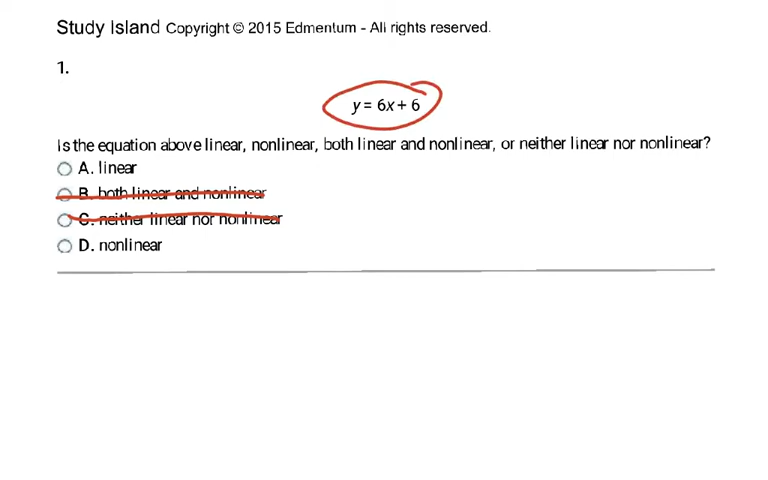 Study Island Copyright © 2015 Edmentum - All rights reserved.
1.
y = 6x + 6
Is the equation above linear, nonlinear, both linear and nonlinear, or neither linear nor nonlinear?
A. linear
B. both linear and nonlinear
C. neither linear nor nonlinear
D. nonlinear